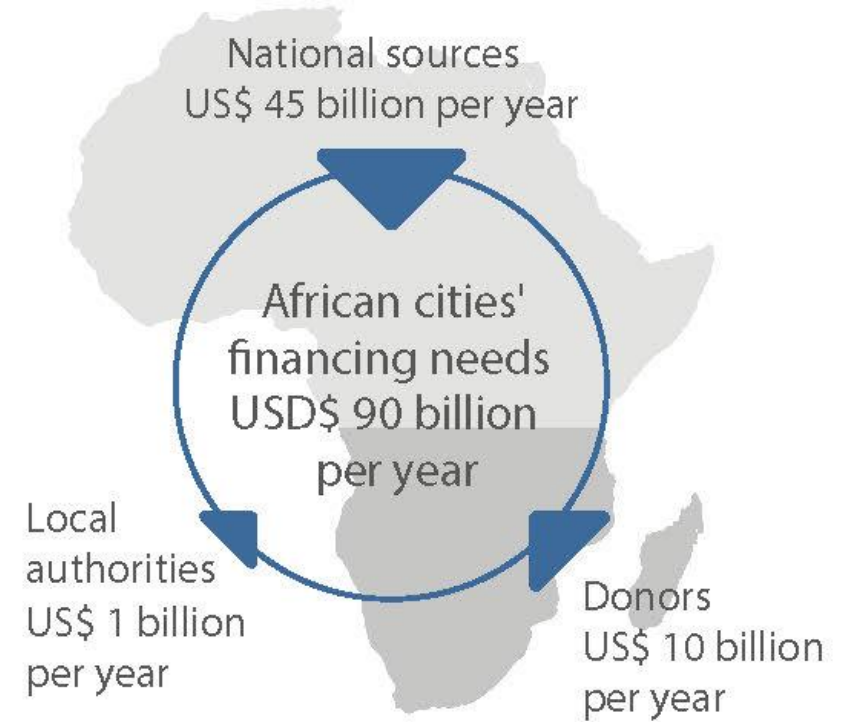 National sources
US$ 45 billion per year
African cities'
financing needs
USD$ 90 billion
per year
Local
authorities
US$ 1 billion
per year
Donors
US$ 10 billion
per year